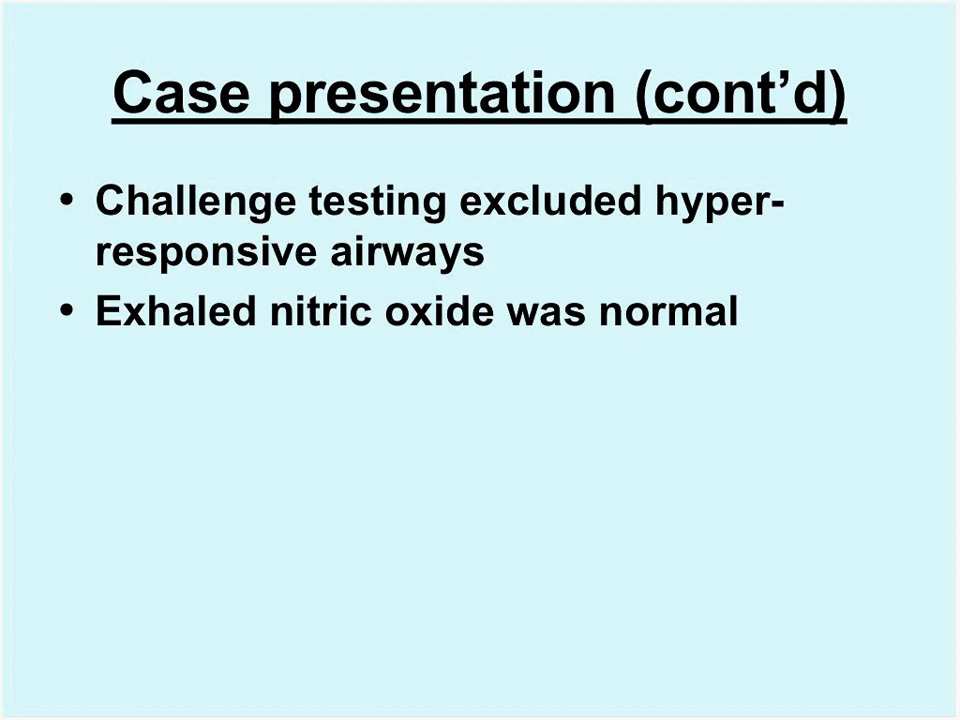 Case presentation (cont’d)
• Challenge testing excluded hyper-
responsive airways
• Exhaled nitric oxide was normal